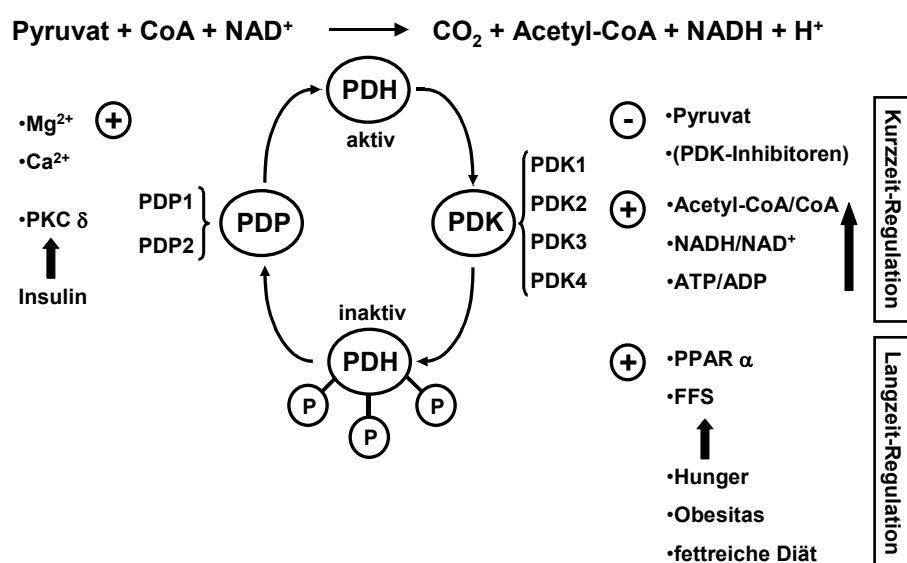 Pyruvat + CoA + NAD⁺ → CO₂ + Acetyl-CoA + NADH + H⁺
PDH
aktiv
•Mg²⁺
+
•Ca²⁺
•PKC δ
Insulin
PDP1
PDP2
PDP
PDK
PDK1
PDK2
PDK3
PDK4
inaktiv
PDH
P
P
P
-
•Pyruvat
•(PDK-Inhibitoren)
+
•Acetyl-CoA/CoA
•NADH/NAD⁺
•ATP/ADP
Kurzzeit-Regulation
+
•PPAR α
•FFS
•Hunger
•Obesitas
•fettreiche Diät
Langzeit-Regulation